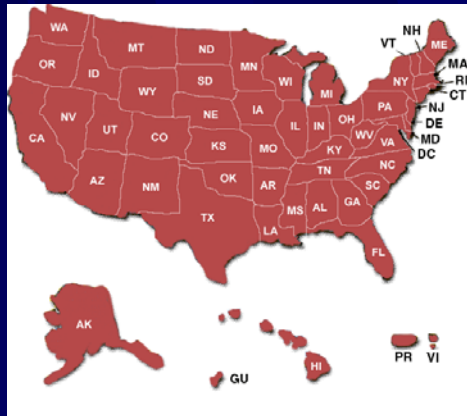 WA
MT
ND
MN
VT
NH
ME
OR
ID
WY
SD
WI
MI
NY
MA
RI
CT
NV
UT
CO
NE
IA
IL
IN
OH
PA
NJ
DE
MD
DC
CA
KS
MO
KY
WV
VA
AZ
NM
OK
AR
TN
NC
TX
LA
MS
AL
GA
SC
FL
AK
HI
GU
PR
VI